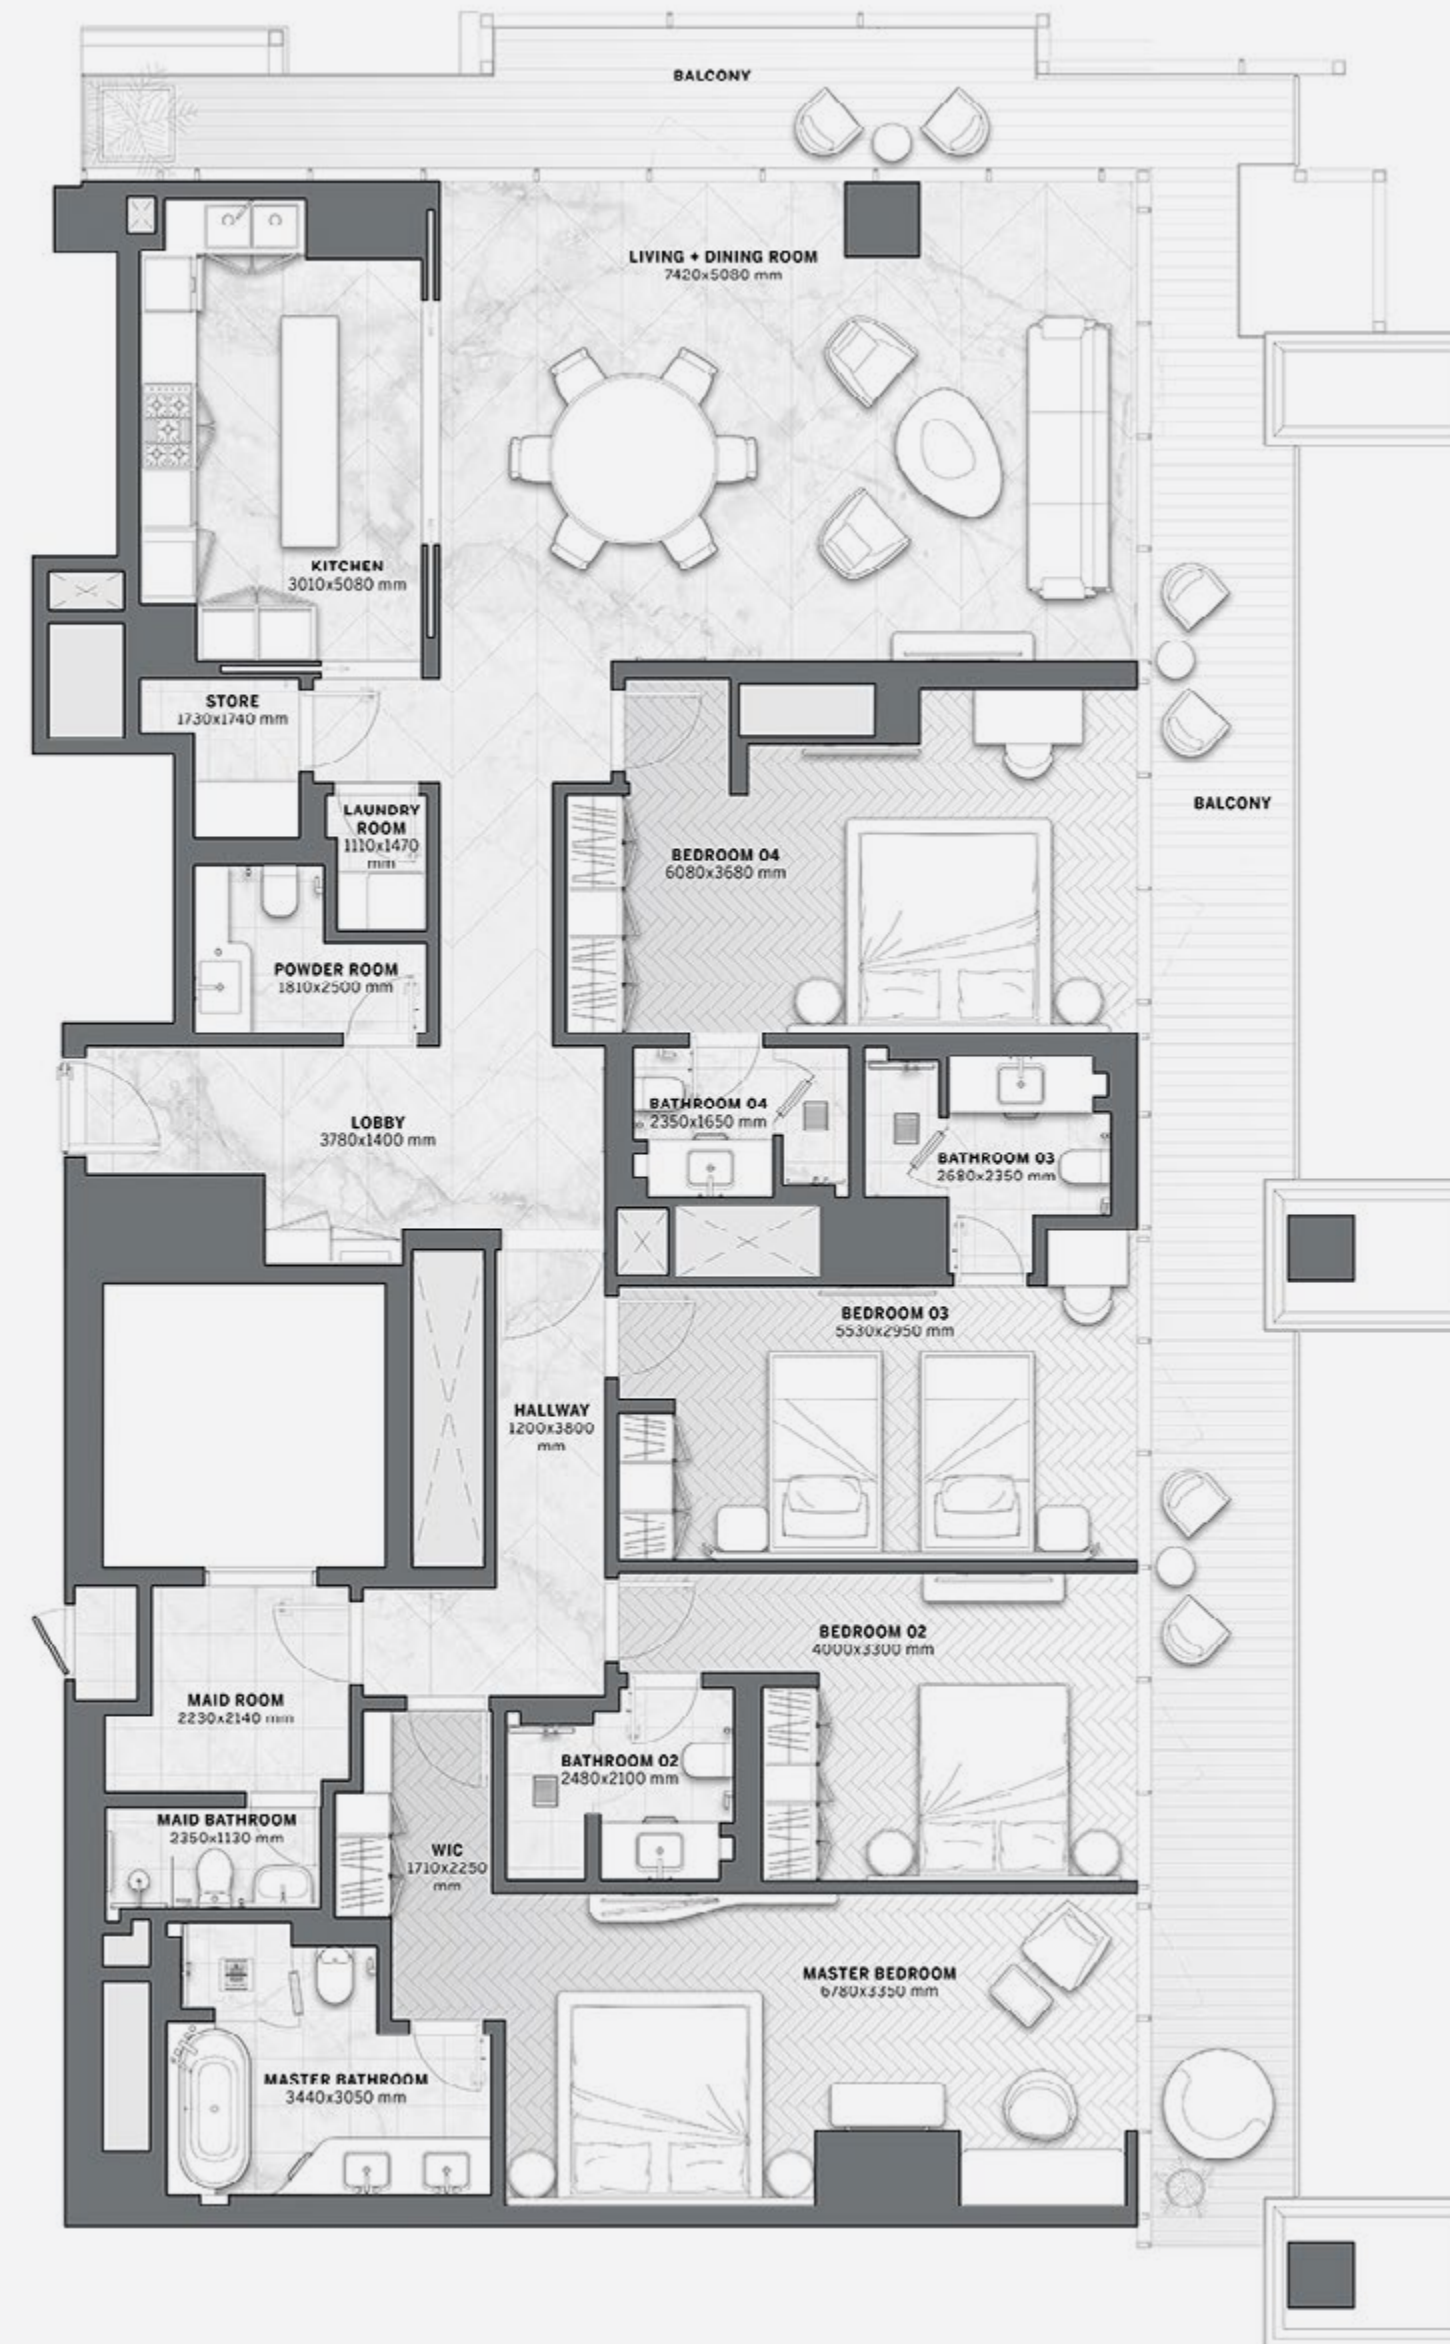 BALCONY
LIVING + DINING ROOM
7420x5080 mm
KITCHEN
3010x5080 mm
STORE
1730x1740 mm
LAUNDRY
ROOM
1110x1470
mm
BALCONY
BEDROOM 04
6080x3680 mm
POWDER ROOM
1810x2500 mm
LOBBY
3780x1400 mm
BATHROOM 04
2350x1650 mm
BATHROOM 03
2680x2350 mm
BEDROOM 03
5530x2950 mm
HALLWAY
1200x3800
mm
BEDROOM 02
4000x3300 mm
MAID ROOM
2230x2140 mm
BATHROOM 02
2480x2100 mm
MAID BATHROOM
2350x1130 mm
WIC
1710x2250
mm
MASTER BEDROOM
6780x3350 mm
MASTER BATHROOM
3440x3050 mm